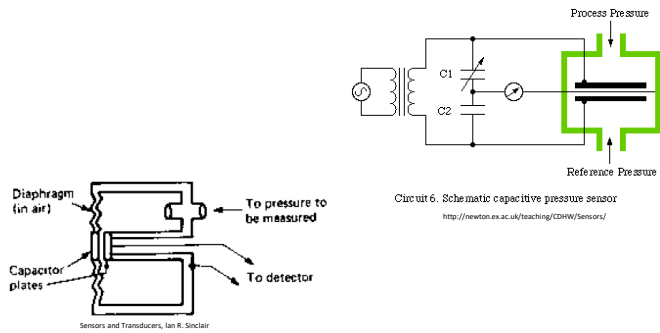 Process Pressure
C1
C2
Reference Pressure
Circuit 6. Schematic capacitive pressure sensor
http://newton.ex.ac.uk/teaching/CDHW/Sensors/
Diaphragm
(in air)
To pressure to
be measured
Capacitor
plates
To detector
Sensors and Transducers, Ian R. Sinclair